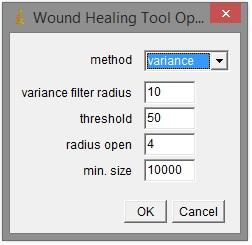 Wound Healing Tool Op...
method variance
variance filter radius 10
threshold 50
radius open 4
min. size 10000
OK Cancel